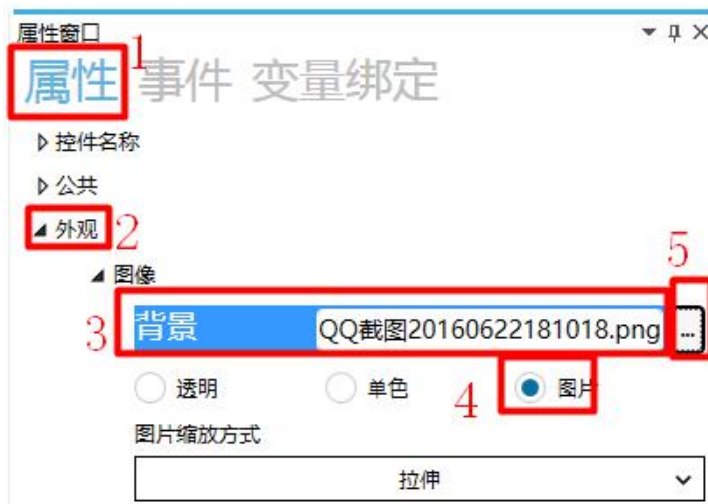 属性窗口
属性 1 事件 变量绑定
控件名称
公共
外观 2
图像 5
3 背景 QQ截图20160622181018.png ...
透明 单色 4 图片
图片缩放方式
拉伸